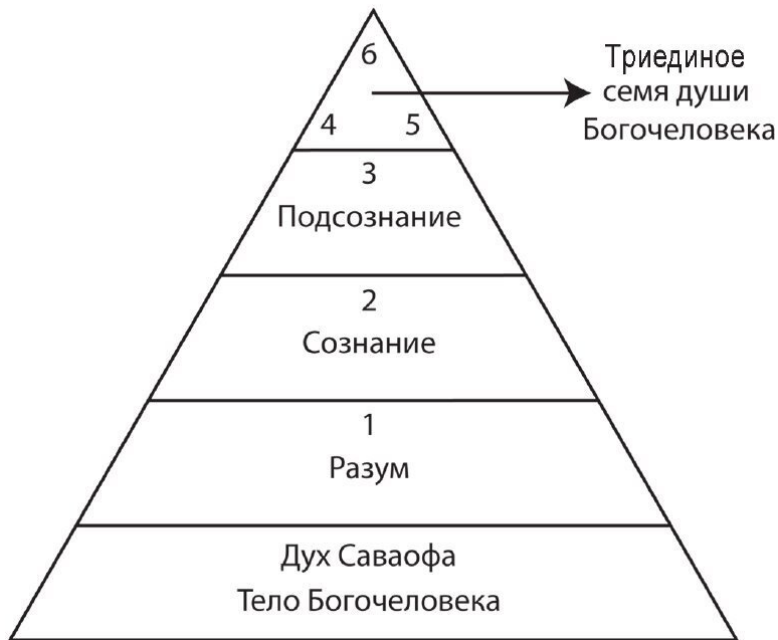 6
4 5
Триединое
семя души
Богочеловека
3
Подсознание
2
Сознание
1
Разум
Дух Саваофа
Тело Богочеловека